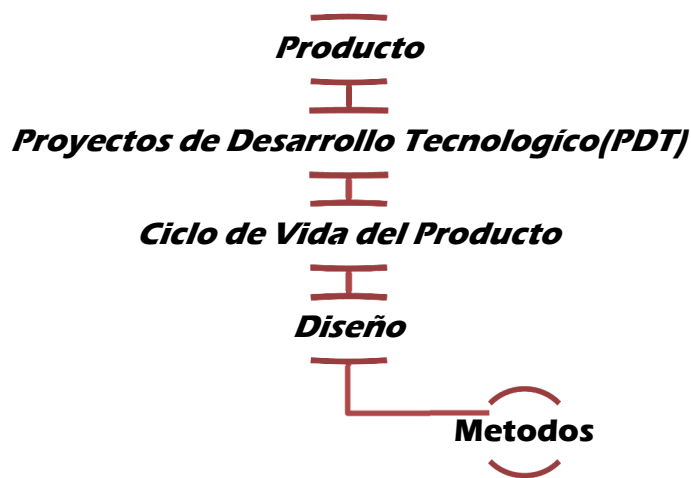 Producto
Proyectos de Desarrollo Tecnologíco(PDT)
Ciclo de Vida del Producto
Diseño
Metodos